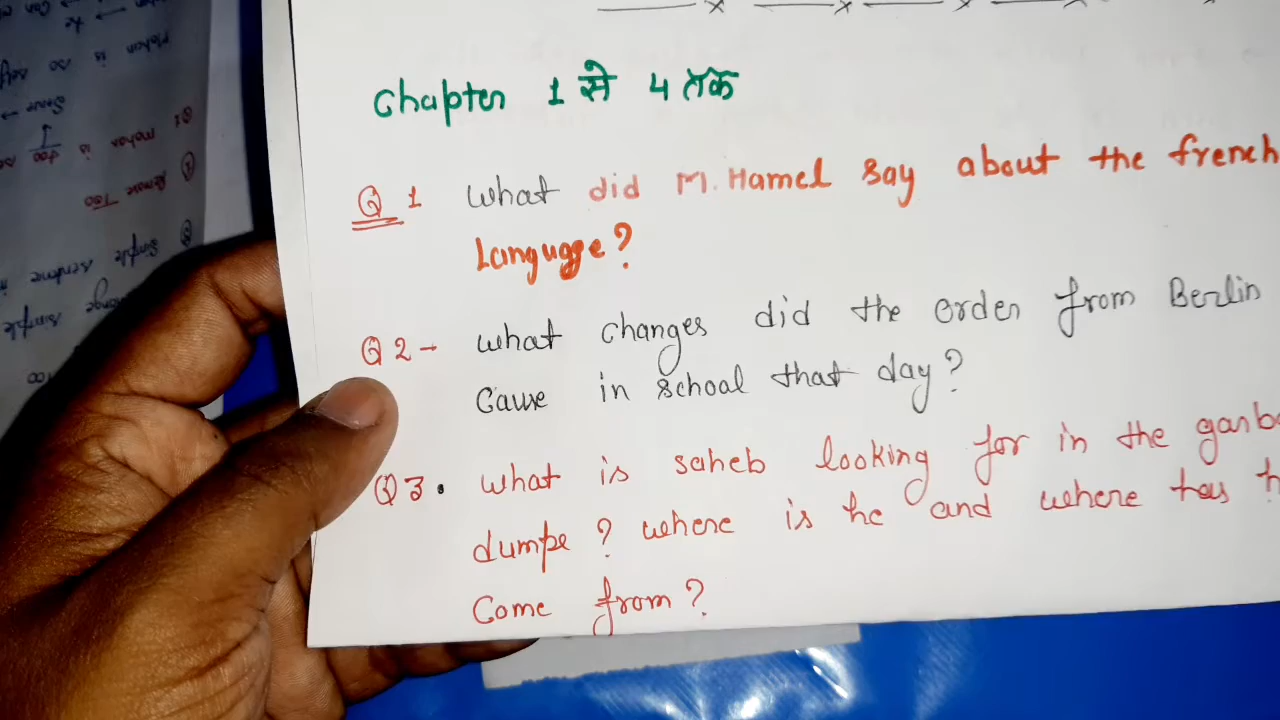 Chapter 1 से 4 तक
Q 1 What did M. Hamel say about the french
Languge?
Q 2- what changes did the order from Berlin
Cause in school that day?
Q 3. what is saheb looking for in the garb
dumpe ? where is he and where has h
Come from?